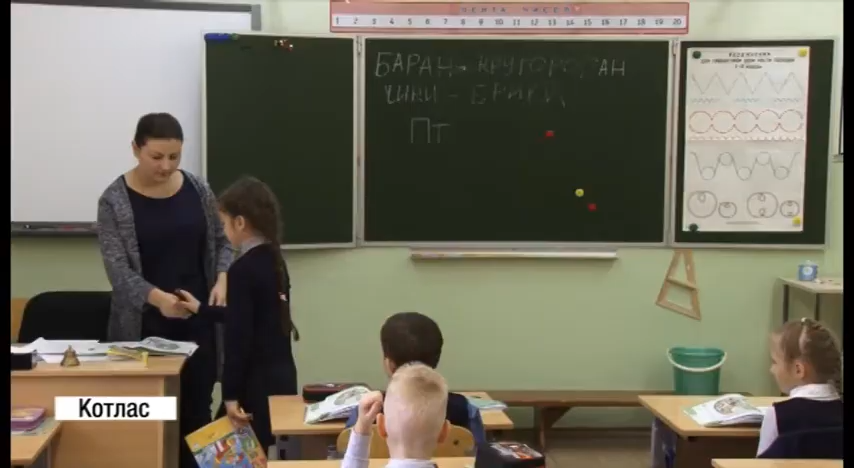 ЛЕНТА ЧИСЕЛ
1 2 3 4 5 6 7 8 9 10 11 12 13 14 15 16 17 18 19 20
БАРАН - КРУГОРОГАН
ЧИКИ - БРИКИ
Пт
Котлас